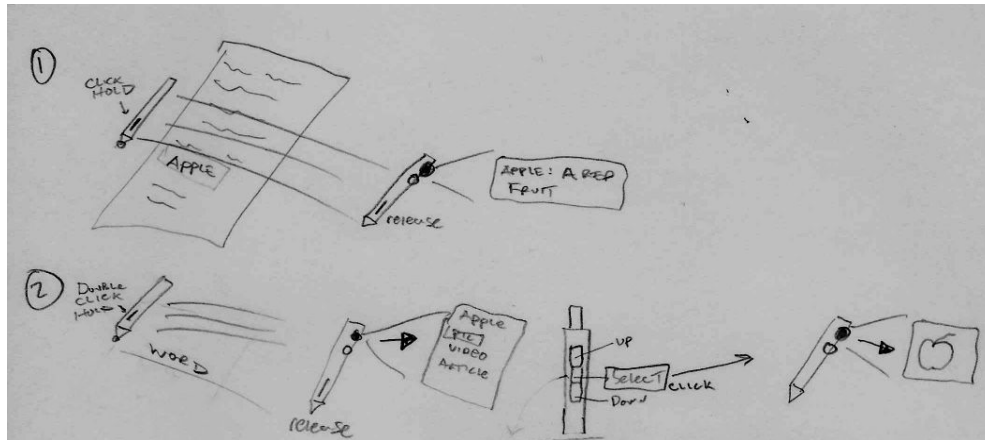 1
CLICK
HOLD
APPLE
release
APPLE: A RED
FRUIT
2
DOUBLE
CLICK
HOLD
WORD
release
Apple
PIC
VIDEO
ARTICLE
UP
Select
CLICK
Down